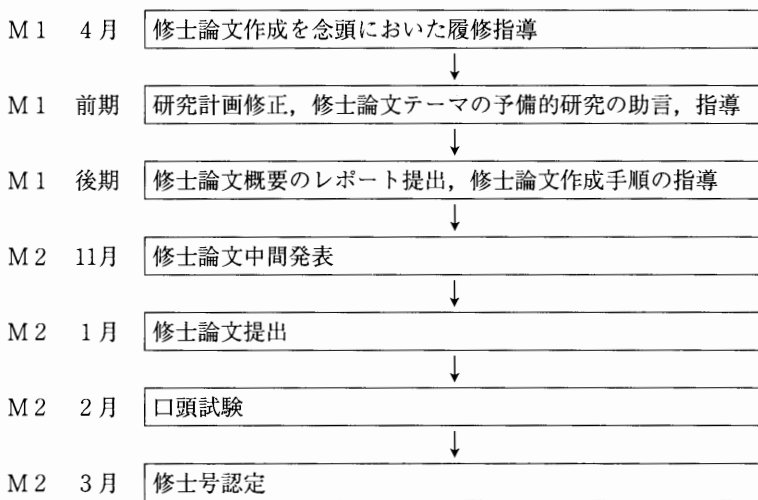 M1 4月 修士論文作成を念頭においた履修指導
↓
M1 前期 研究計画修正，修士論文テーマの予備的研究の助言，指導
↓
M1 後期 修士論文概要のレポート提出，修士論文作成手順の指導
↓
M2 11月 修士論文中間発表
↓
M2 1月 修士論文提出
↓
M2 2月 口頭試験
↓
M2 3月 修士号認定